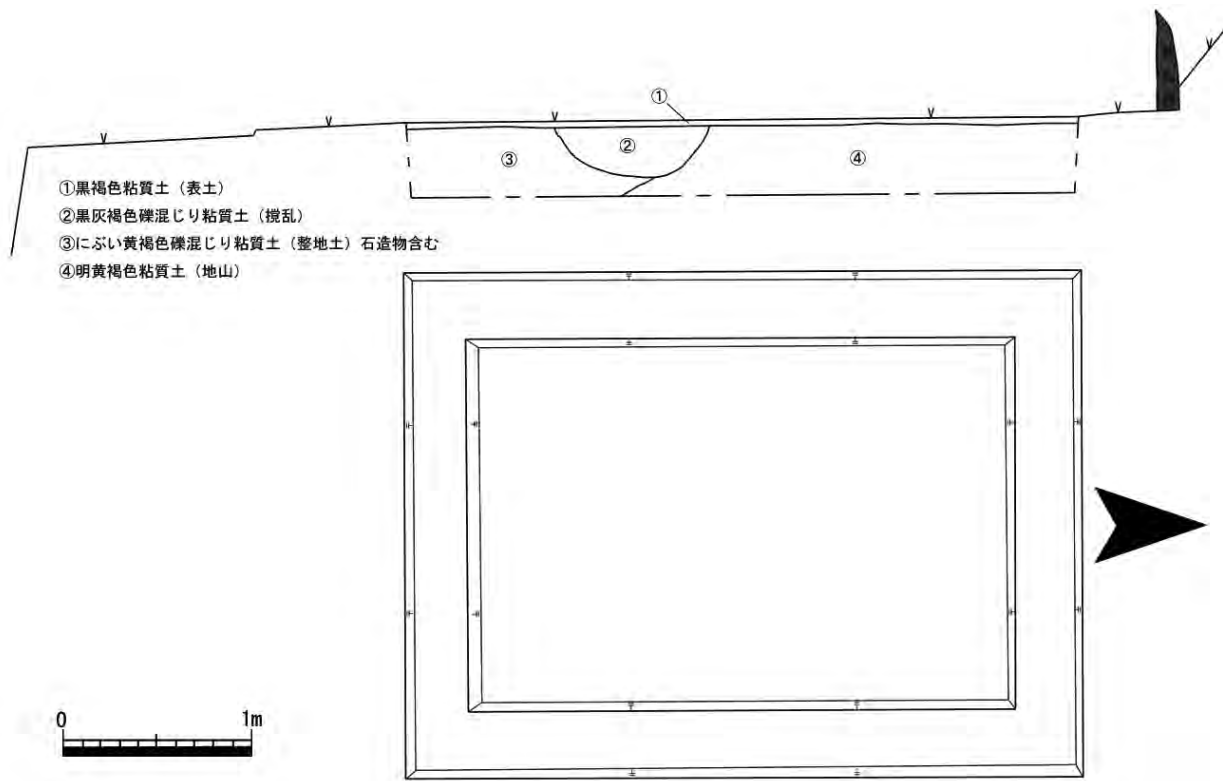 ①
②
③
④
①黒褐色粘質土（表土）
②黒灰褐色礫混じり粘質土（撹乱）
③にぶい黄褐色礫混じり粘質土（整地土）石造物含む
④明黄褐色粘質土（地山）
0 1m